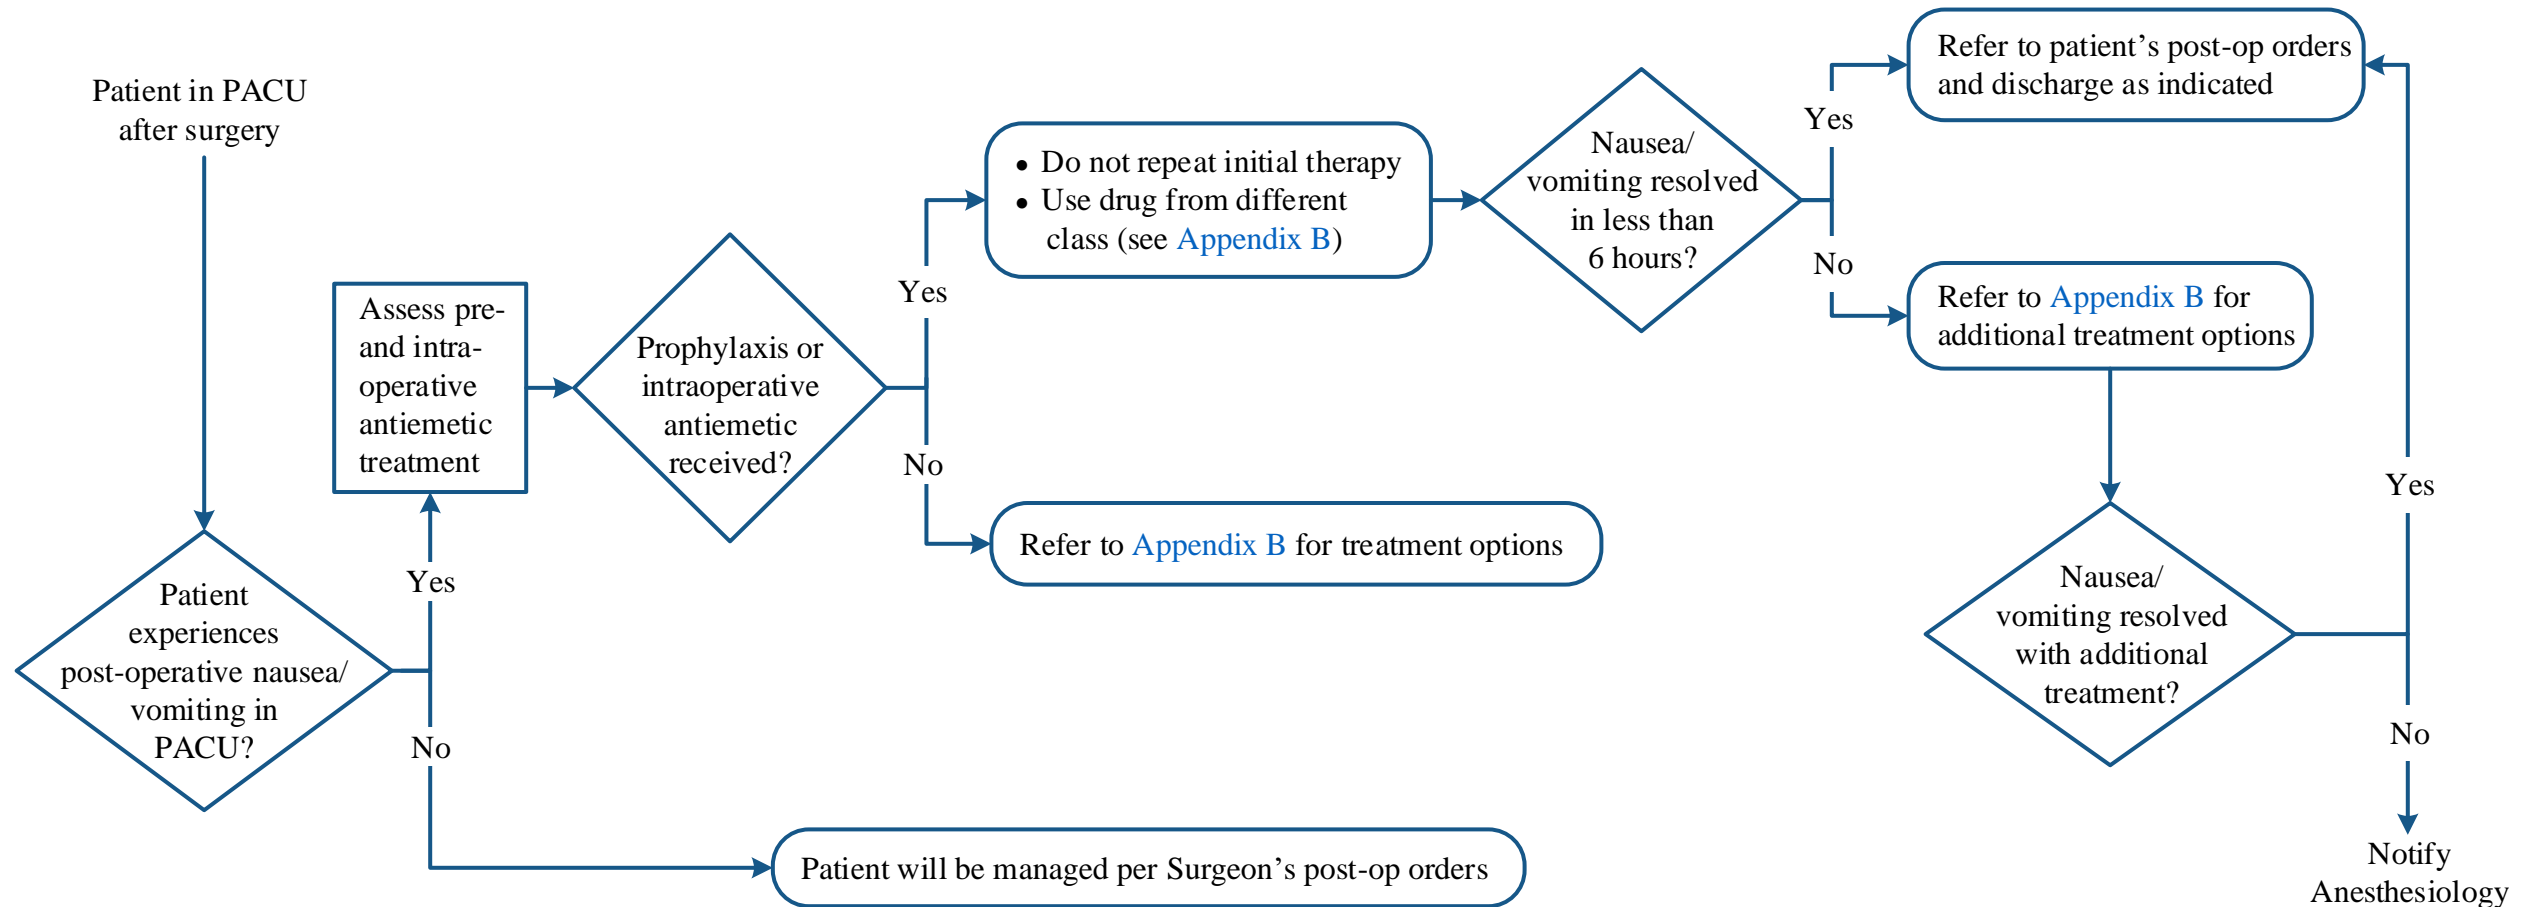 Patient in PACU
after surgery
Patient
experiences
post-operative nausea/
vomiting in
PACU?
Yes
No
Assess pre-
and intra-
operative
antiemetic
treatment
Prophylaxis or
intraoperative
antiemetic
received?
Yes
No
• Do not repeat initial therapy
• Use drug from different
class (see Appendix B)
Refer to Appendix B for treatment options
Patient will be managed per Surgeon's post-op orders
Nausea/
vomiting resolved
in less than
6 hours?
Yes
No
Refer to patient's post-op orders
and discharge as indicated
Refer to Appendix B for
additional treatment options
Nausea/
vomiting resolved
with additional
treatment?
Yes
No
Notify
Anesthesiology